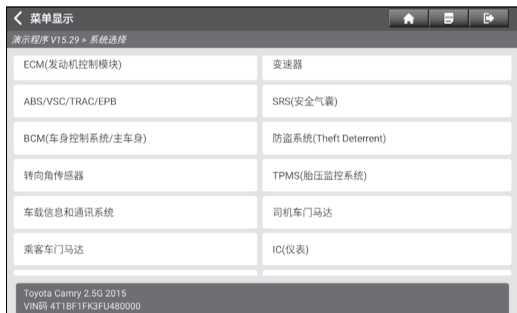 菜单显示
演示程序 V15.29 > 系统选择
ECM(发动机控制模块)
变速器
ABS/VSC/TRAC/EPB
SRS(安全气囊)
BCM(车身控制系统/主车身)
防盗系统(Theft Deterrent)
转向角传感器
TPMS(胎压监控系统)
车载信息和通讯系统
司机车门马达
乘客车门马达
IC(仪表)
Toyota Camry 2.5G 2015
VIN码 4T1BF1FK3FU480000